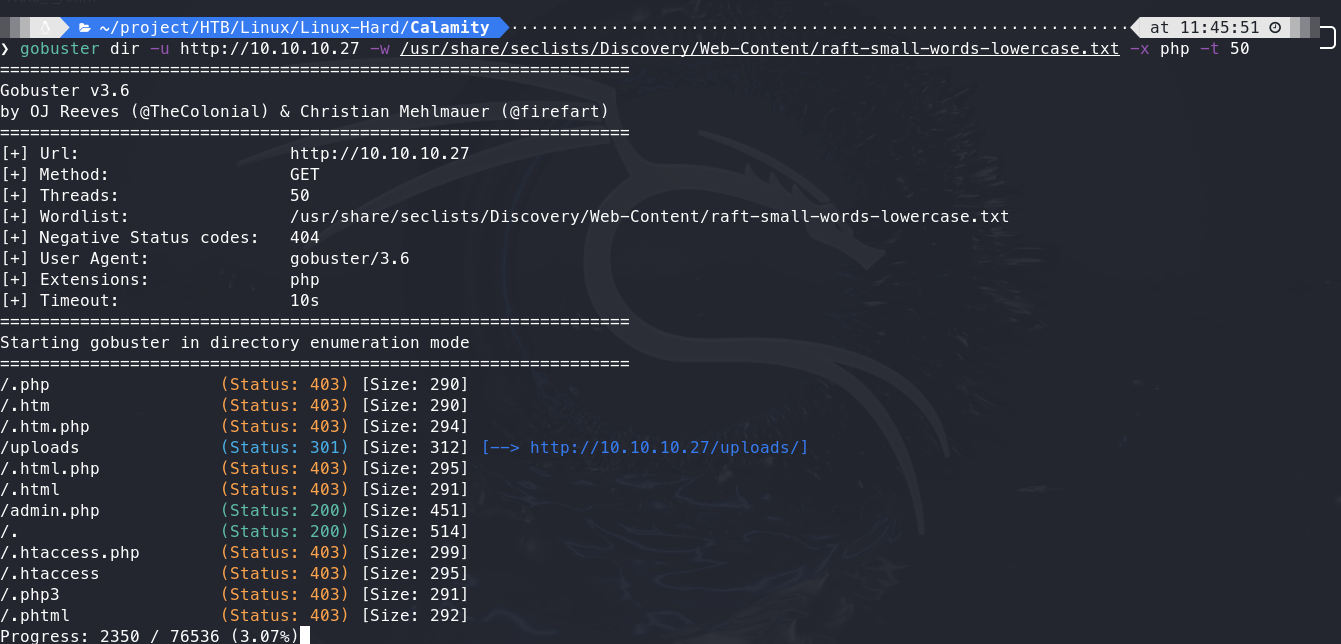 ~/project/HTB/Linux/Linux-Hard/Calamity at 11:45:51
❯ gobuster dir -u http://10.10.10.27 -w /usr/share/seclists/Discovery/Web-Content/raft-small-words-lowercase.txt -x php -t 50
===============================================================
Gobuster v3.6
by OJ Reeves (@TheColonial) & Christian Mehlmauer (@firefart)
===============================================================
[+] Url: http://10.10.10.27
[+] Method: GET
[+] Threads: 50
[+] Wordlist: /usr/share/seclists/Discovery/Web-Content/raft-small-words-lowercase.txt
[+] Negative Status codes: 404
[+] User Agent: gobuster/3.6
[+] Extensions: php
[+] Timeout: 10s
===============================================================
Starting gobuster in directory enumeration mode
===============================================================
/.php (Status: 403) [Size: 290]
/.htm (Status: 403) [Size: 290]
/.htm.php (Status: 403) [Size: 294]
/uploads (Status: 301) [Size: 312] [--> http://10.10.10.27/uploads/]
/.html.php (Status: 403) [Size: 295]
/.html (Status: 403) [Size: 291]
/admin.php (Status: 200) [Size: 451]
/. (Status: 200) [Size: 514]
/.htaccess.php (Status: 403) [Size: 299]
/.htaccess (Status: 403) [Size: 295]
/.php3 (Status: 403) [Size: 291]
/.phtml (Status: 403) [Size: 292]
Progress: 2350 / 76536 (3.07%)